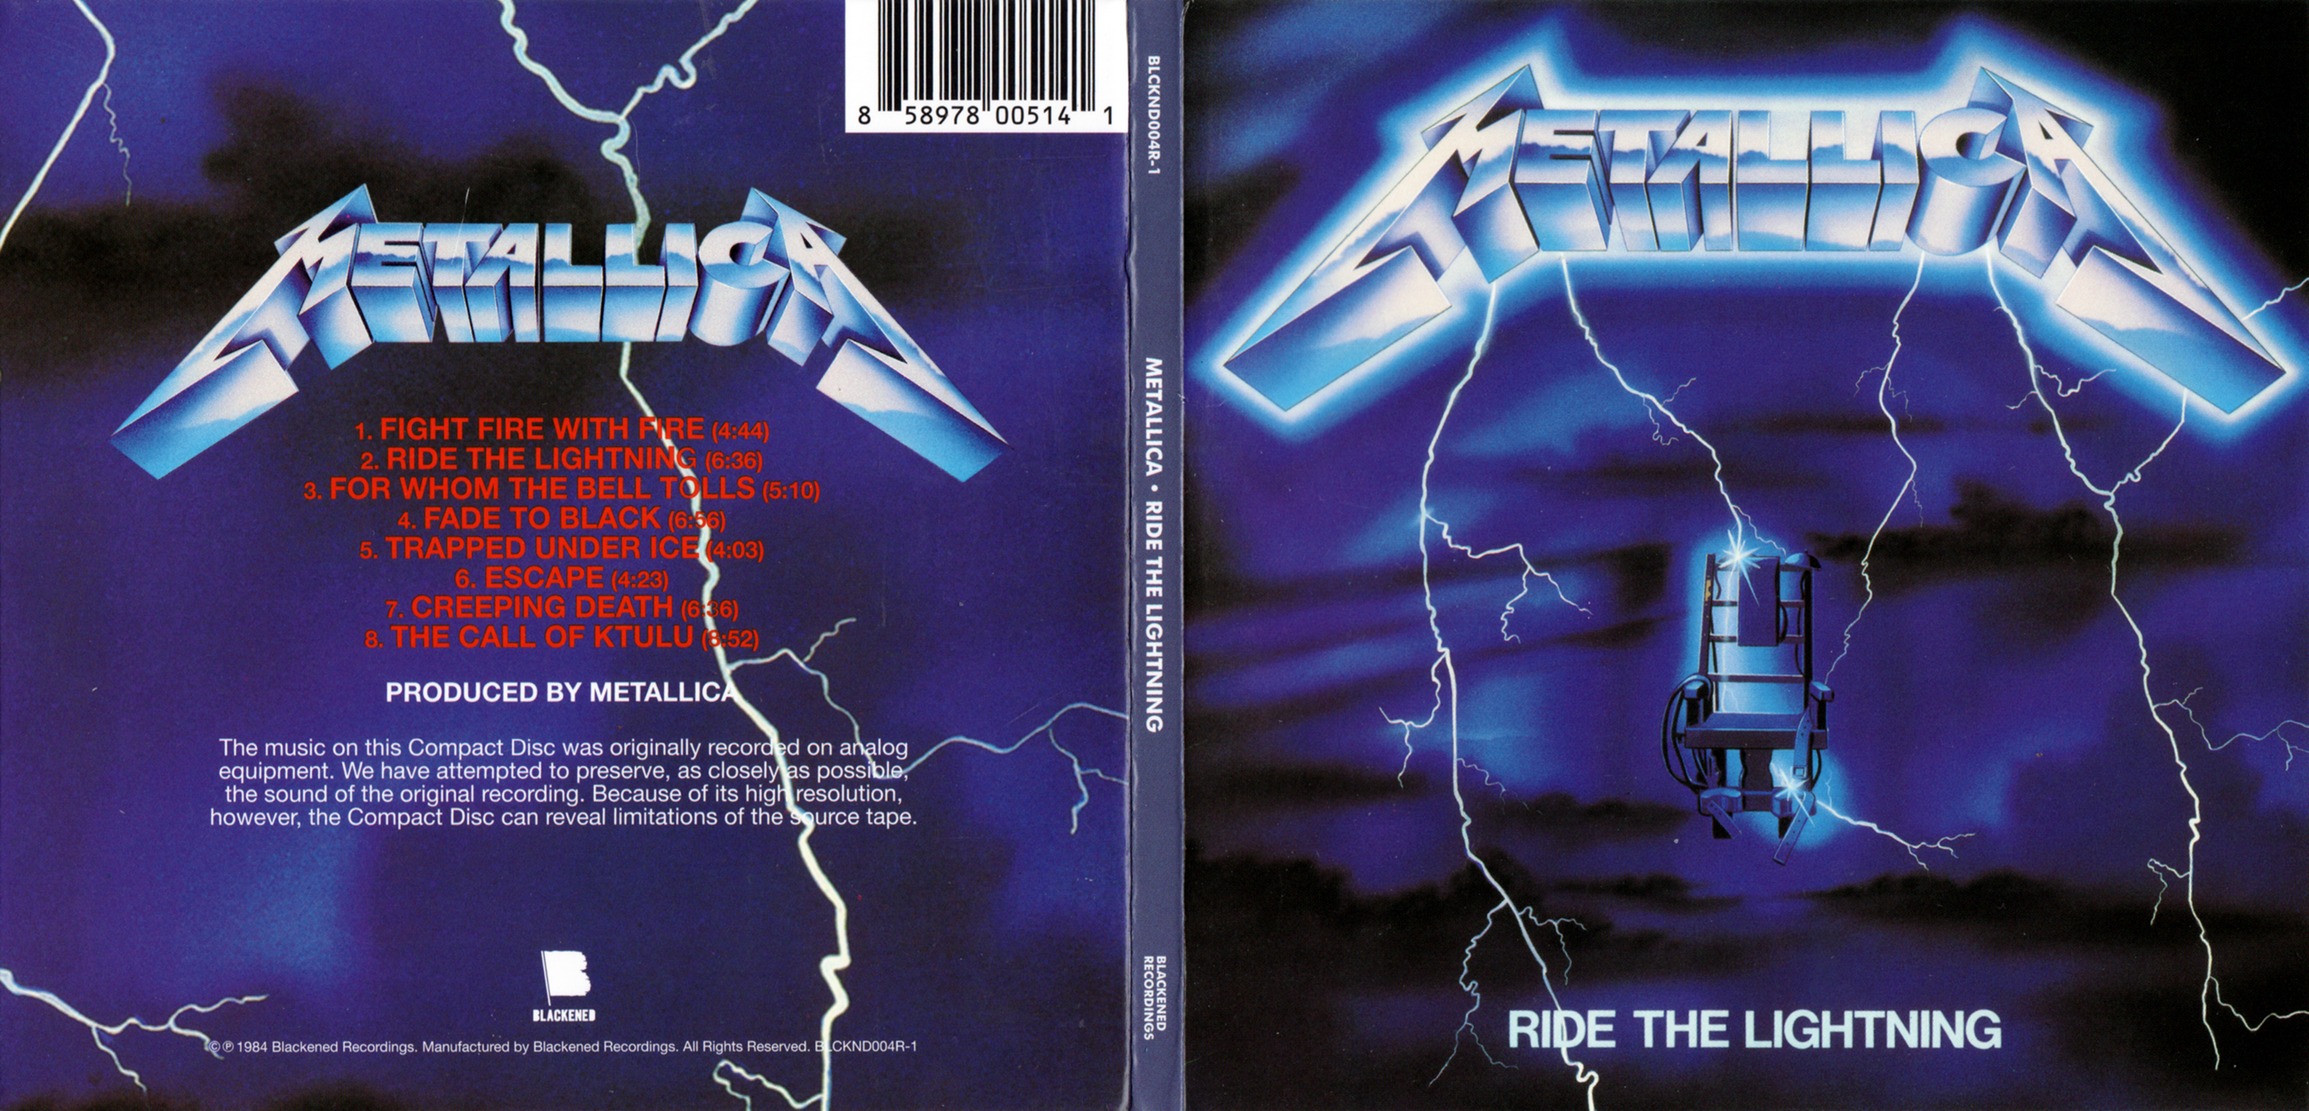 8 58978 00514 1
METALLICA
1. FIGHT FIRE WITH FIRE (4:44)
2. RIDE THE LIGHTNING (6:36)
3. FOR WHOM THE BELL TOLLS (5:10)
4. FADE TO BLACK (6:56)
5. TRAPPED UNDER ICE (4:03)
6. ESCAPE (4:23)
7. CREEPING DEATH (6:36)
8. THE CALL OF KTULU (8:52)
PRODUCED BY METALLICA
The music on this Compact Disc was originally recorded on analog
equipment. We have attempted to preserve, as closely as possible,
the sound of the original recording. Because of its high resolution,
however, the Compact Disc can reveal limitations of the source tape.
BLACKENED
© ℗ 1984 Blackened Recordings. Manufactured by Blackened Recordings. All Rights Reserved. BLCKND004R-1
BLCKND004R-1
METALLICA • RIDE THE LIGHTNING
BLACKENED
RECORDINGS
METALLICA
RIDE THE LIGHTNING